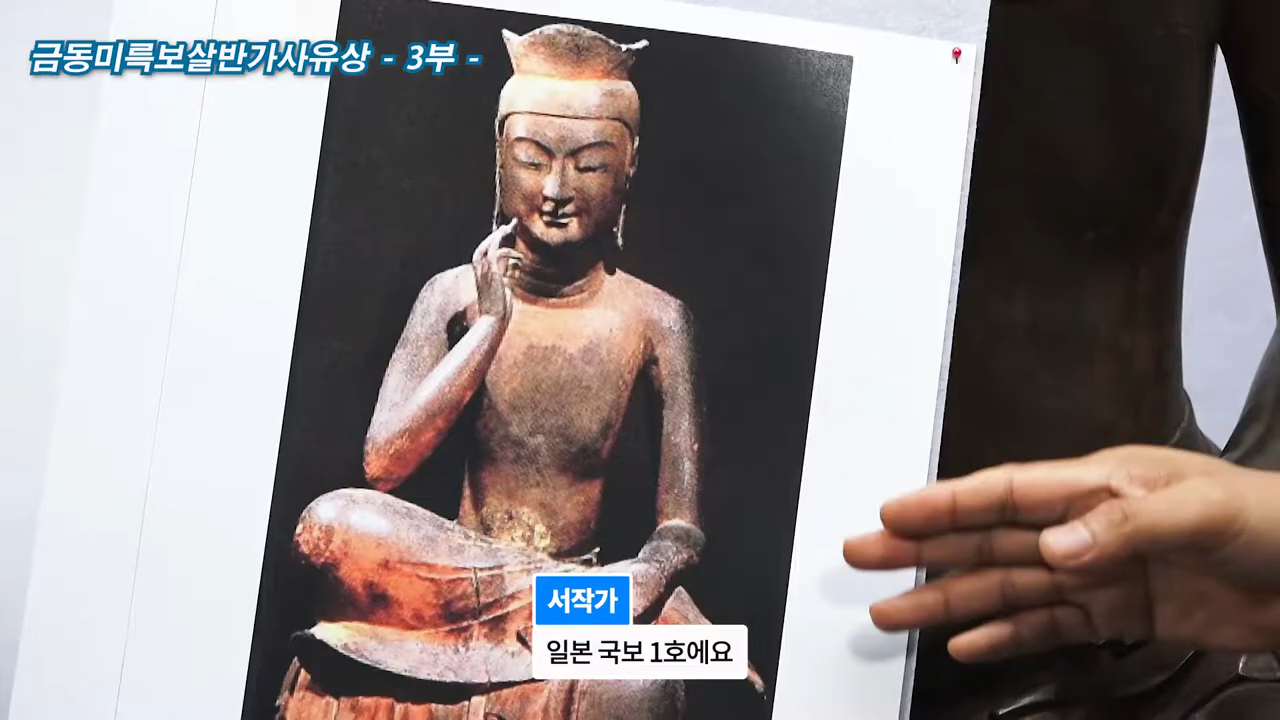 금동미륵보살반가사유상 - 3부 -
서작가
일본 국보 1호에요